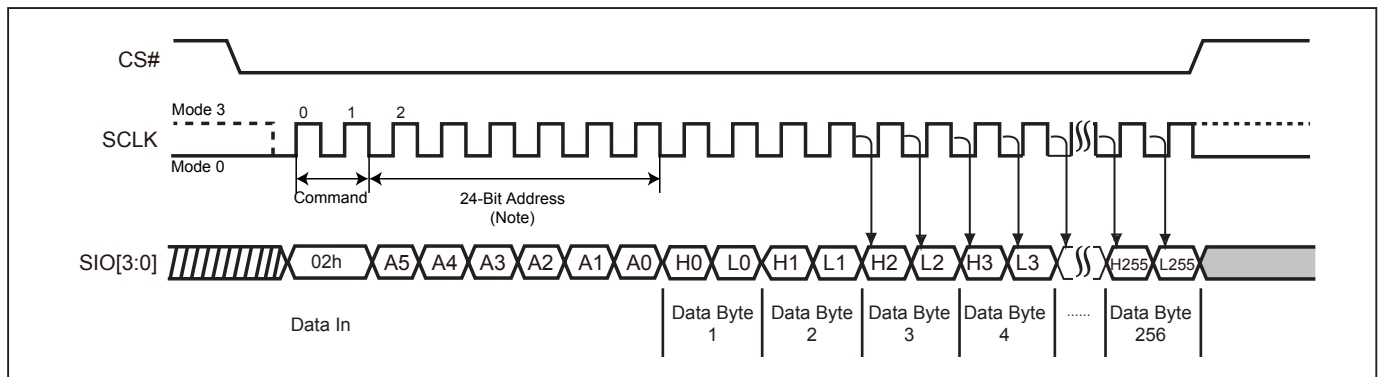 CS#
Mode 3
0 1 2
SCLK
Mode 0
Command
24-Bit Address
(Note)
SIO[3:0]
02h A5 A4 A3 A2 A1 A0 H0 L0 H1 L1 H2 L2 H3 L3 H255 L255
Data In
Data Byte 1
Data Byte 2
Data Byte 3
Data Byte 4
......
Data Byte 256